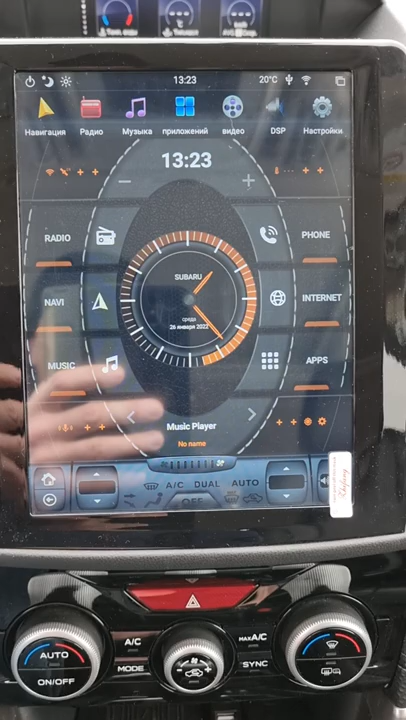 13:23 20°C
Навигация Радио Музыка приложений видео DSP Настройки
13:23
RADIO PHONE
SUBARU
NAVI INTERNET
среда
26 января 2022
MUSIC APPS
Music Player
No name
A/C DUAL AUTO
OFF
A/C MAX A/C
AUTO MODE SYNC
ON/OFF